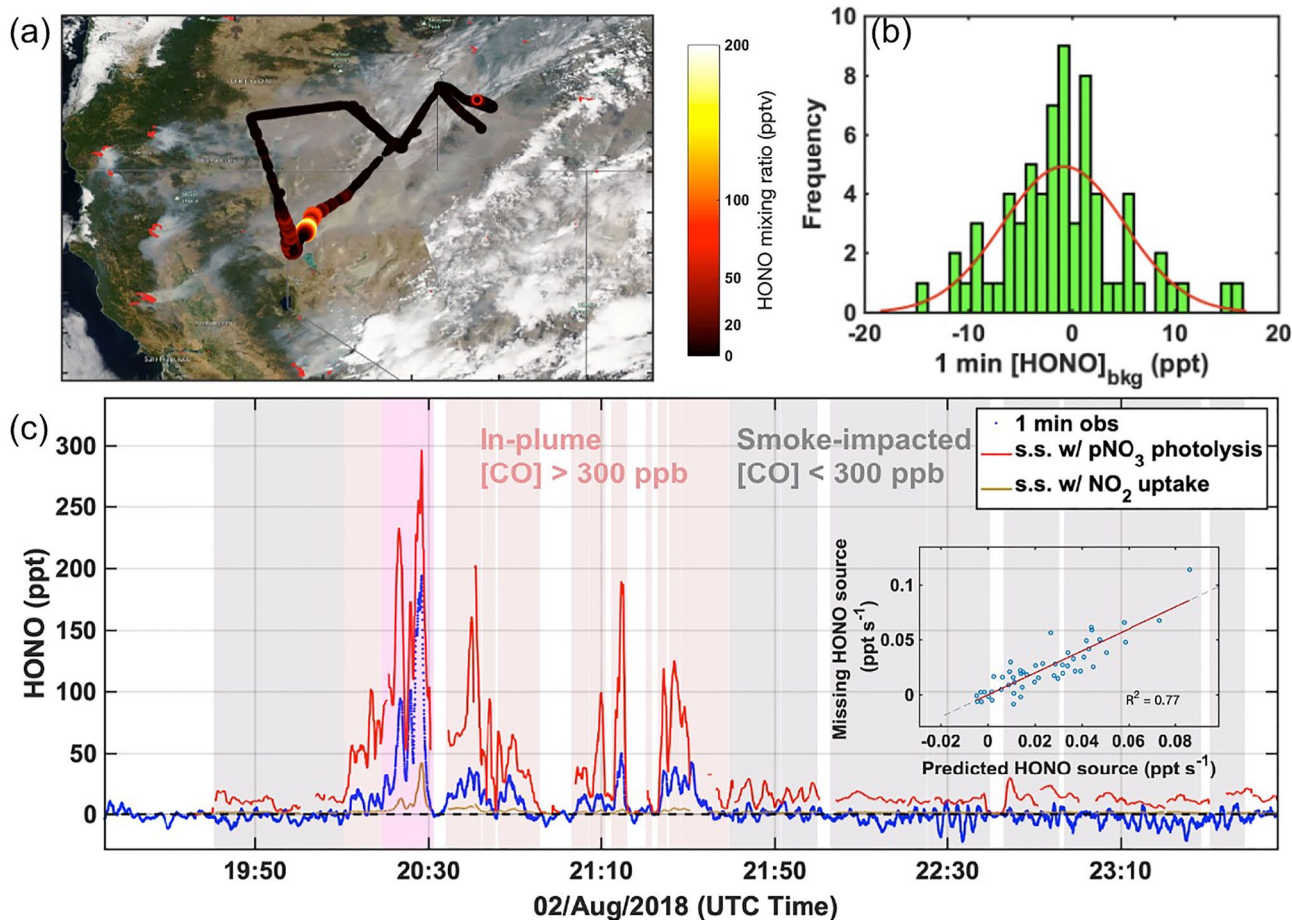 (a)
OREGON
200
100
50
20
0
HONO mixing ratio (pptv)
(b)
10
8
6
4
2
0
Frequency
-20
-10
0
10
20
1 min [HONO]bkg (ppt)
(c)
300
250
200
150
100
50
0
HONO (ppt)
In-plume
[CO] > 300 ppb
Smoke-impacted
[CO] < 300 ppb
1 min obs
s.s. w/ pNO3 photolysis
s.s. w/ NO2 uptake
Missing HONO source
(ppt s-1)
0.1
0.05
0
R2 = 0.77
-0.02
0
0.02
0.04
0.06
0.08
Predicted HONO source (ppt s-1)
19:50
20:30
21:10
21:50
22:30
23:10
02/Aug/2018 (UTC Time)